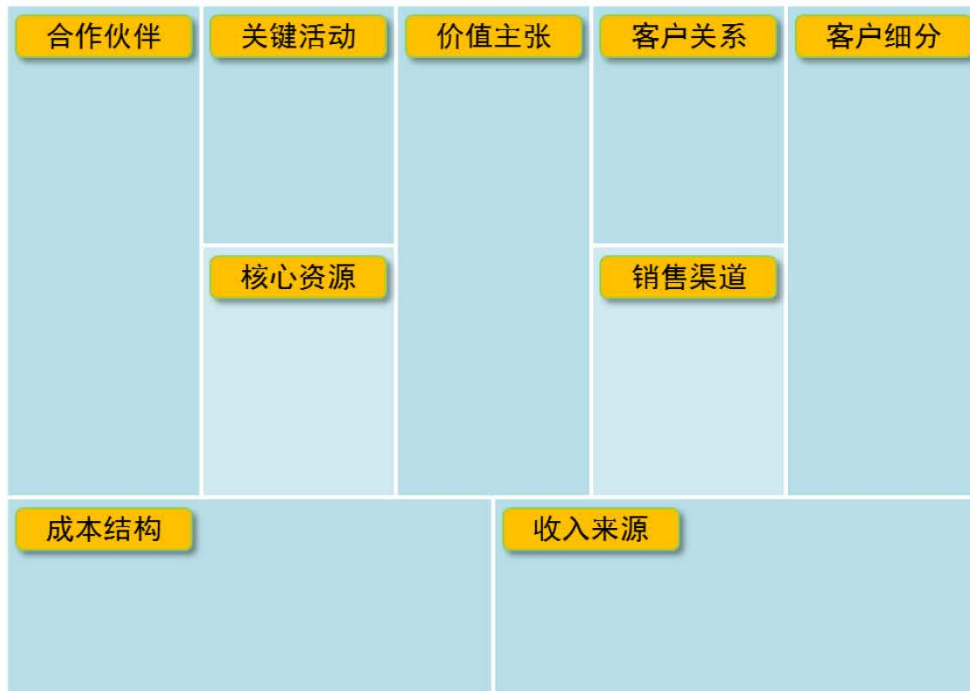 合作伙伴
关键活动
价值主张
客户关系
客户细分
核心资源
销售渠道
成本结构
收入来源